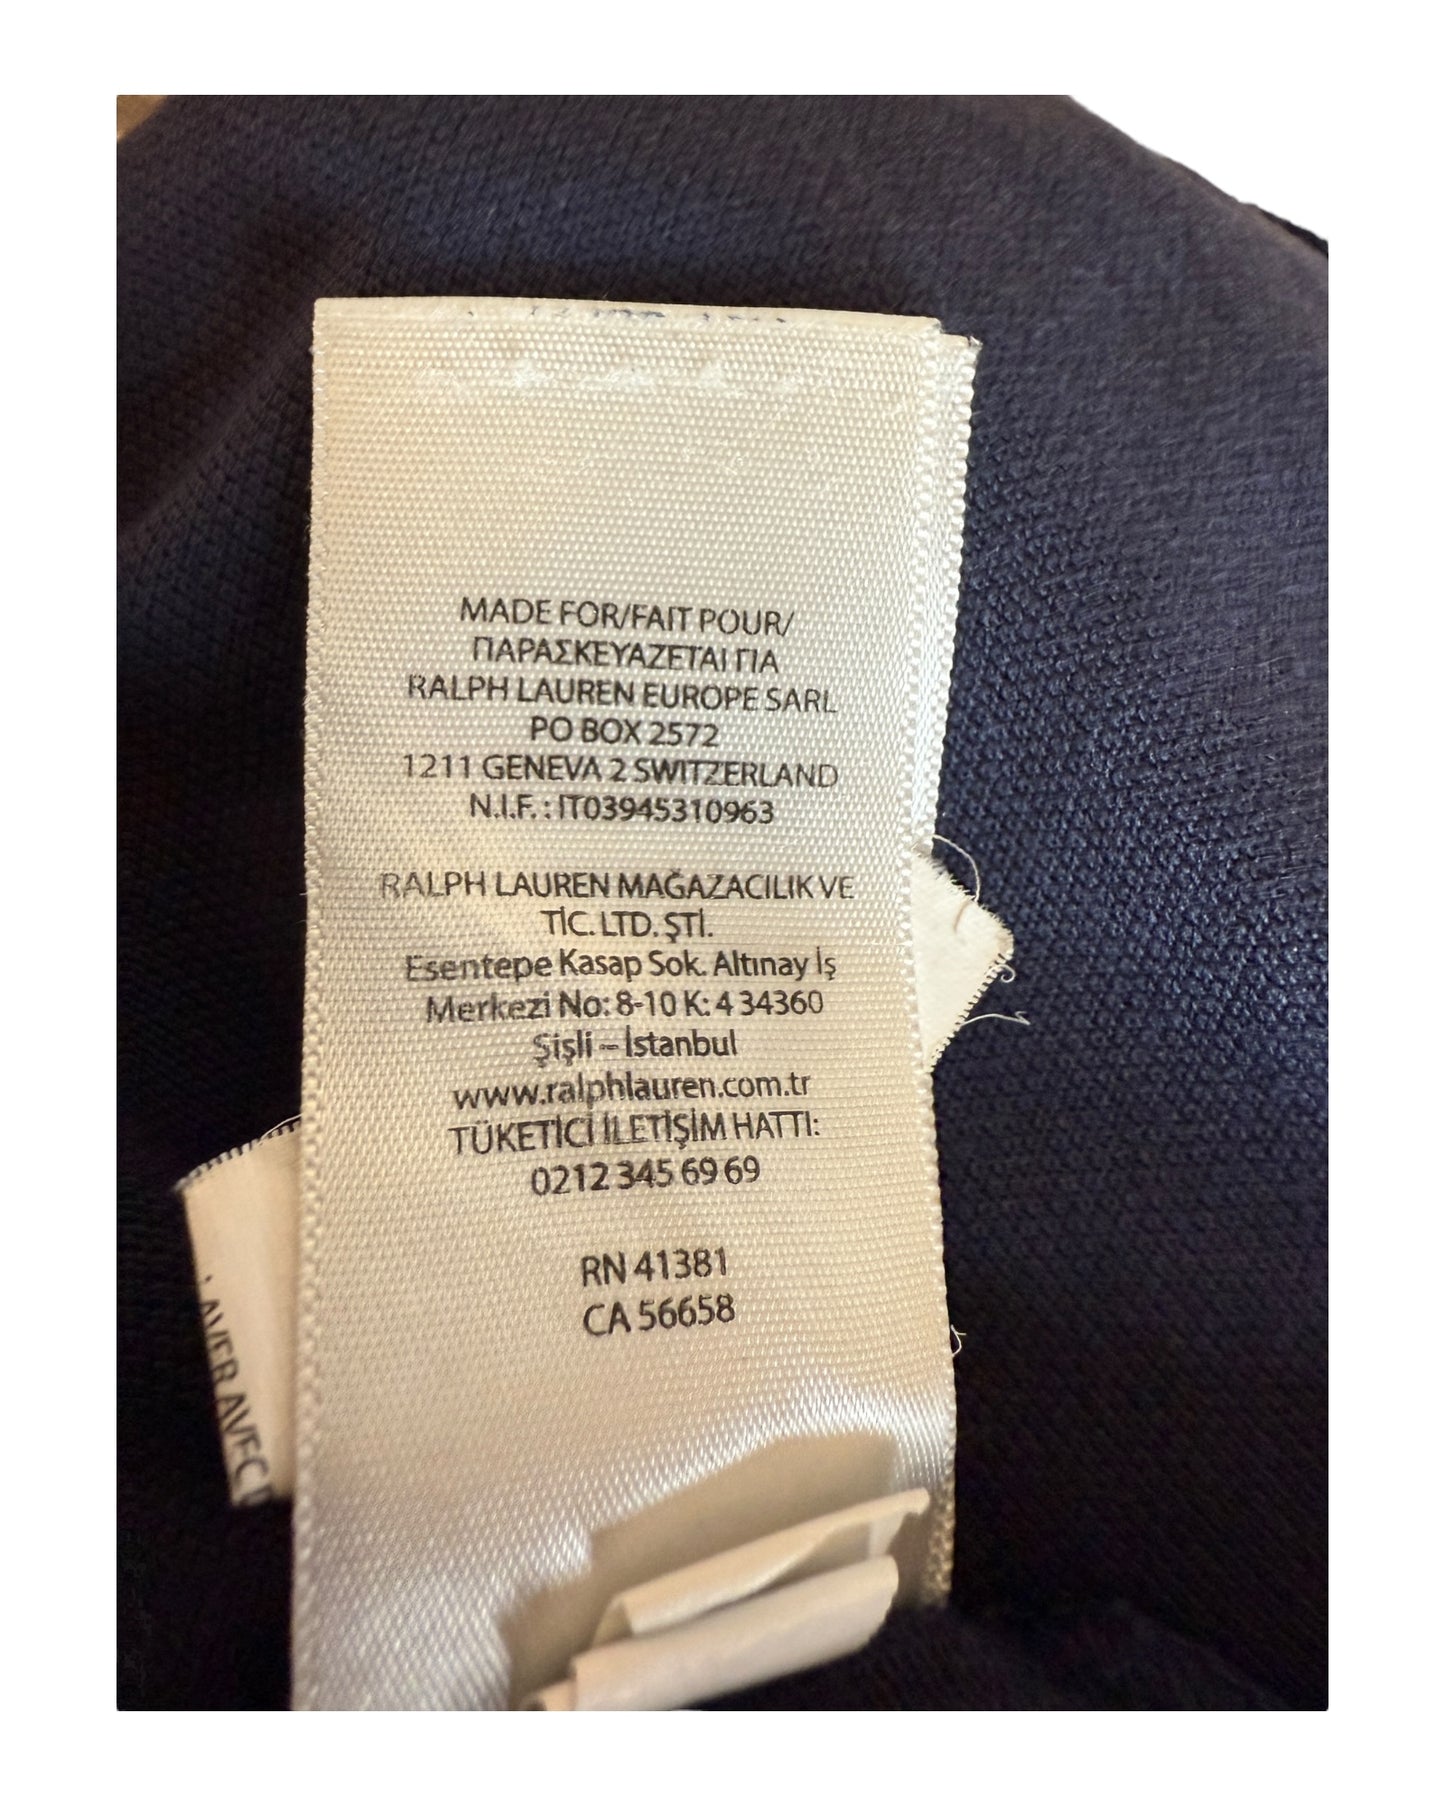 MADE FOR/FAIT POUR/
ΠΑΡΑΣΚΕΥΑΖΕΤΑΙ ΓΙΑ
RALPH LAUREN EUROPE SARL
PO BOX 2572
1211 GENEVA 2 SWITZERLAND
N.I.F. : IT03945310963
RALPH LAUREN MAĞAZACILIK VE
TİC. LTD. ŞTİ.
Esentepe Kasap Sok. Altınay İş
Merkezi No: 8-10 K: 4 34360
Şişli – İstanbul
www.ralphlauren.com.tr
TÜKETİCİ İLETİŞİM HATTI:
0212 345 69 69
RN 41381
CA 56658
LAVER AVEC